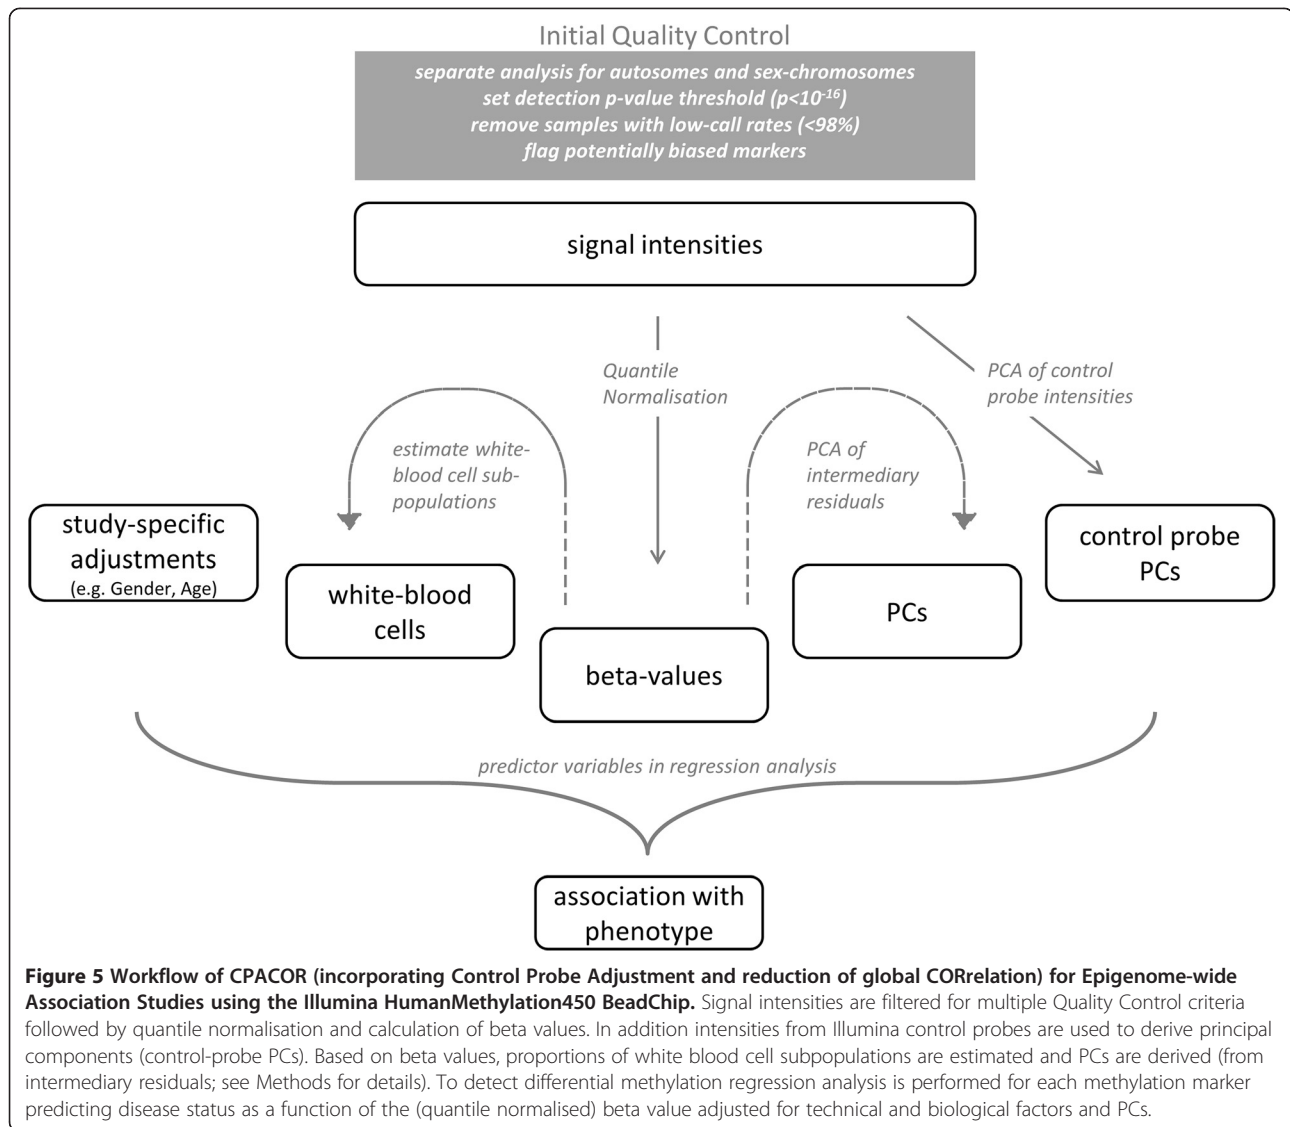 Initial Quality Control
separate analysis for autosomes and sex-chromosomes
set detection p-value threshold (p<10⁻¹⁶)
remove samples with low-call rates (<98%)
flag potentially biased markers
signal intensities
Quantile
Normalisation
PCA of control
probe intensities
estimate white-
blood cell sub-
populations
PCA of
intermediary
residuals
study-specific
adjustments
(e.g. Gender, Age)
white-blood
cells
beta-values
PCs
control probe
PCs
predictor variables in regression analysis
association with
phenotype
Figure 5 Workflow of CPACOR (incorporating Control Probe Adjustment and reduction of global CORrelation) for Epigenome-wide
Association Studies using the Illumina HumanMethylation450 BeadChip. Signal intensities are filtered for multiple Quality Control criteria
followed by quantile normalisation and calculation of beta values. In addition intensities from Illumina control probes are used to derive principal
components (control-probe PCs). Based on beta values, proportions of white blood cell subpopulations are estimated and PCs are derived (from
intermediary residuals; see Methods for details). To detect differential methylation regression analysis is performed for each methylation marker
predicting disease status as a function of the (quantile normalised) beta value adjusted for technical and biological factors and PCs.